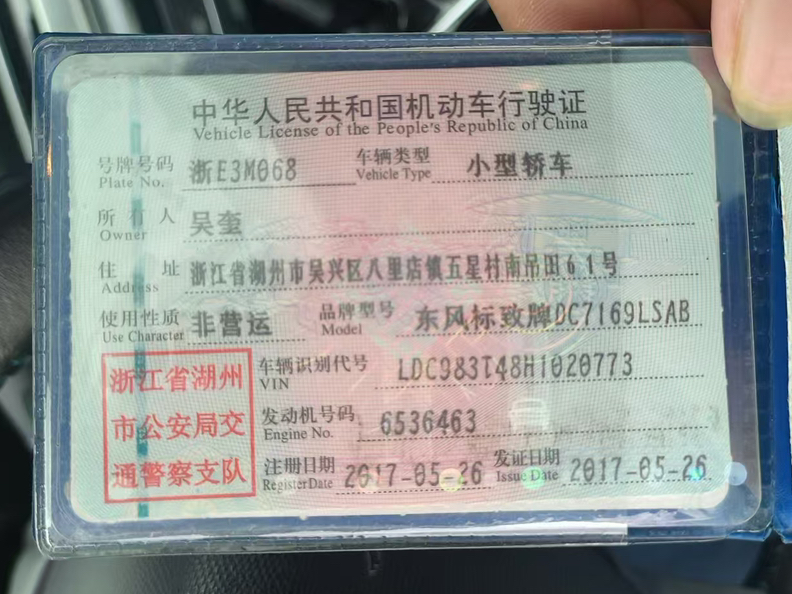 中华人民共和国机动车行驶证
Vehicle License of the People's Republic of China
号牌号码 浙E3M068 车辆类型 小型轿车
Plate No. Vehicle Type
所有人 吴奎
Owner
住址 浙江省湖州市吴兴区八里店镇五星村南吊田61号
Address
使用性质 非营运 品牌型号 东风标致牌DC7169LSAB
Use Character Model
浙江省湖州 车辆识别代号 LDC983T48H1020773
VIN
市公安局交 发动机号码 6536463
Engine No.
通警察支队 注册日期 2017-05-26 发证日期 2017-05-26
Register Date Issue Date